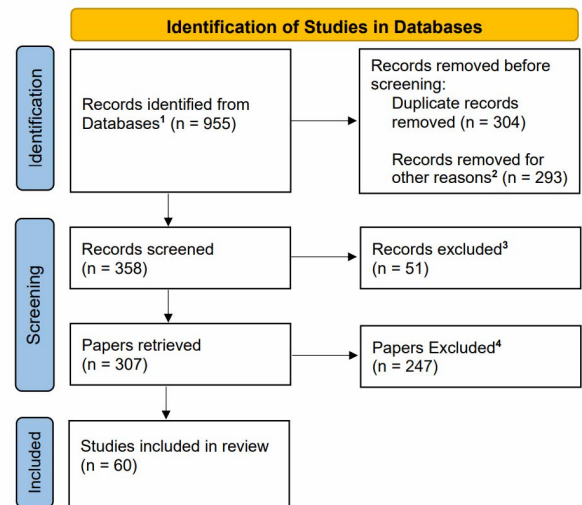 Identification of Studies in Databases
Identification
Records identified from
Databases¹ (n = 955)
Records removed before
screening:
Duplicate records
removed (n = 304)
Records removed for
other reasons² (n = 293)
Screening
Records screened
(n = 358)
Records excluded³
(n = 51)
Papers retrieved
(n = 307)
Papers Excluded⁴
(n = 247)
Included
Studies included in review
(n = 60)